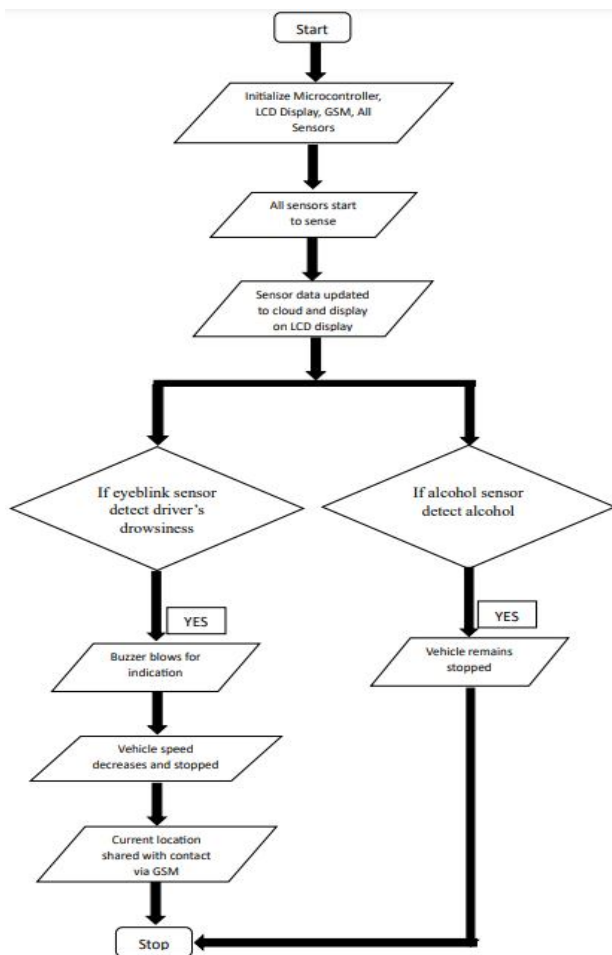 Start
Initialize Microcontroller,
LCD Display, GSM, All
Sensors
All sensors start
to sense
Sensor data updated
to cloud and display
on LCD display
If eyeblink sensor
detect driver's
drowsiness
If alcohol sensor
detect alcohol
YES
YES
Buzzer blows for
indication
Vehicle remains
stopped
Vehicle speed
decreases and stopped
Current location
shared with contact
via GSM
Stop